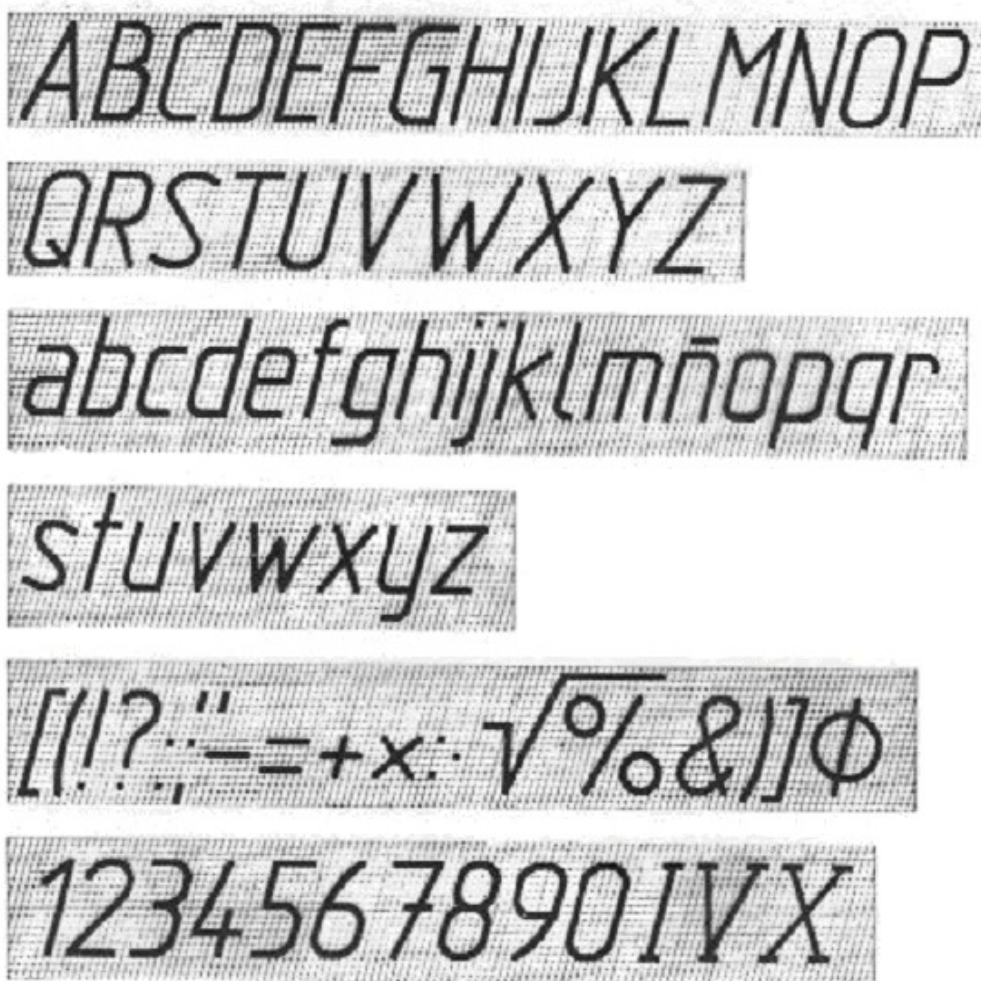 ABCDEFGHIJKLMNOP
QRSTUVWXYZ
abcdefghijklmñopqr
stuvwxyz
[(!?:;"-=+×:·√%&)]Φ
1234567890IVX